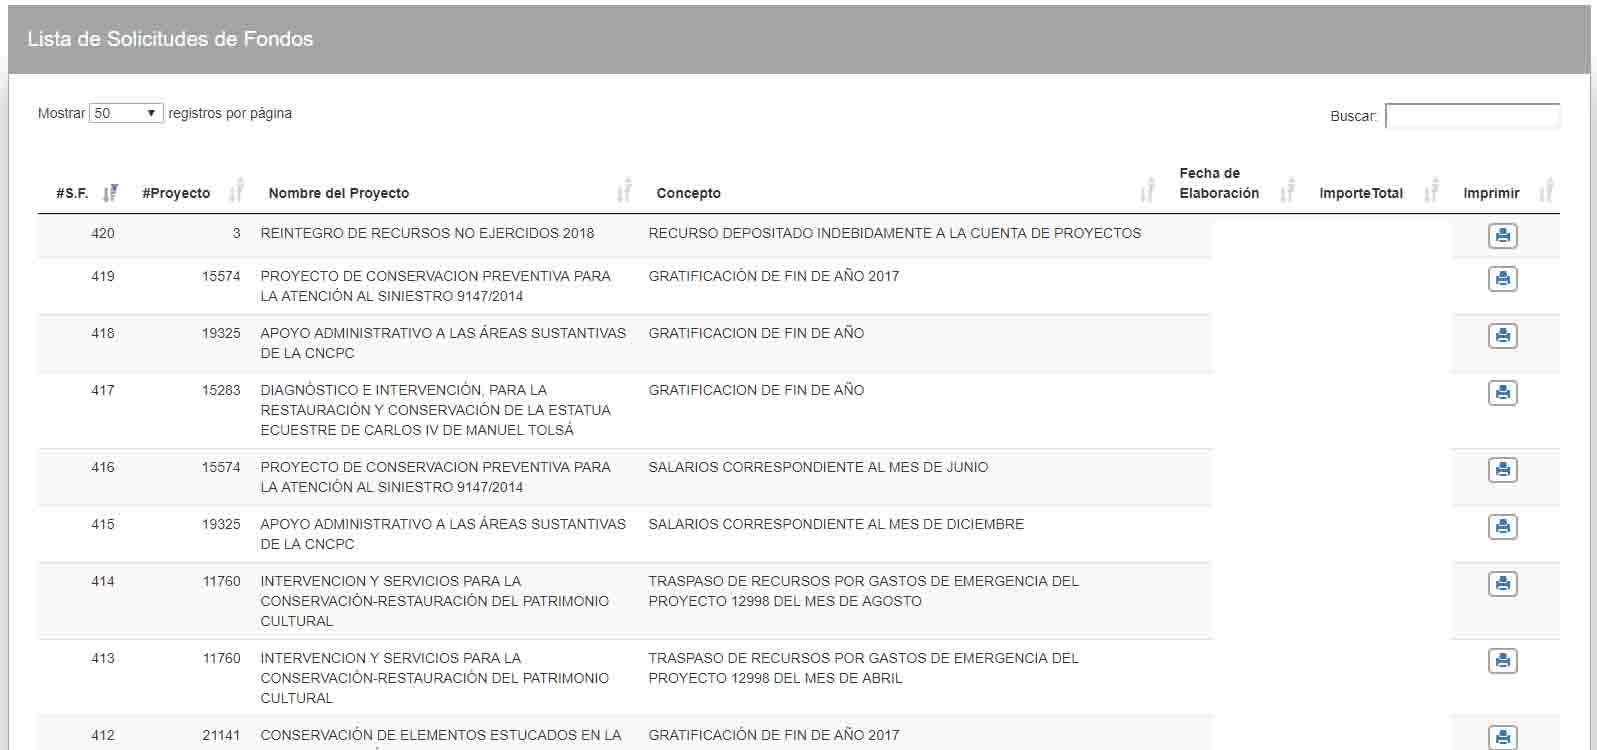 Lista de Solicitudes de Fondos
Mostrar 50 registros por página
Buscar:
#S.F. #Proyecto Nombre del Proyecto Concepto Fecha de Elaboración ImporteTotal Imprimir
420 3 REINTEGRO DE RECURSOS NO EJERCIDOS 2018 RECURSO DEPOSITADO INDEBIDAMENTE A LA CUENTA DE PROYECTOS
419 15574 PROYECTO DE CONSERVACION PREVENTIVA PARA GRATIFICACIÓN DE FIN DE AÑO 2017
LA ATENCIÓN AL SINIESTRO 9147/2014
418 19325 APOYO ADMINISTRATIVO A LAS ÁREAS SUSTANTIVAS GRATIFICACION DE FIN DE AÑO
DE LA CNCPC
417 15283 DIAGNÓSTICO E INTERVENCIÓN, PARA LA GRATIFICACION DE FIN DE AÑO
RESTAURACIÓN Y CONSERVACIÓN DE LA ESTATUA
ECUESTRE DE CARLOS IV DE MANUEL TOLSÁ
416 15574 PROYECTO DE CONSERVACION PREVENTIVA PARA SALARIOS CORRESPONDIENTE AL MES DE JUNIO
LA ATENCIÓN AL SINIESTRO 9147/2014
415 19325 APOYO ADMINISTRATIVO A LAS ÁREAS SUSTANTIVAS SALARIOS CORRESPONDIENTE AL MES DE DICIEMBRE
DE LA CNCPC
414 11760 INTERVENCION Y SERVICIOS PARA LA TRASPASO DE RECURSOS POR GASTOS DE EMERGENCIA DEL
CONSERVACIÓN-RESTAURACIÓN DEL PATRIMONIO PROYECTO 12998 DEL MES DE AGOSTO
CULTURAL
413 11760 INTERVENCION Y SERVICIOS PARA LA TRASPASO DE RECURSOS POR GASTOS DE EMERGENCIA DEL
CONSERVACIÓN-RESTAURACIÓN DEL PATRIMONIO PROYECTO 12998 DEL MES DE ABRIL
CULTURAL
412 21141 CONSERVACIÓN DE ELEMENTOS ESTUCADOS EN LA GRATIFICACIÓN DE FIN DE AÑO 2017